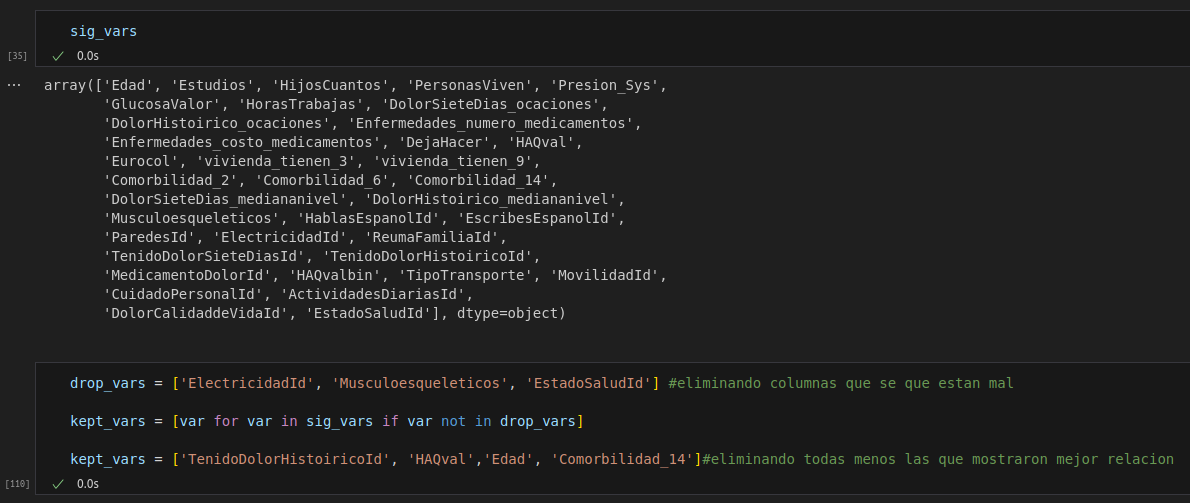 sig_vars
[35]
0.0s
... array(['Edad', 'Estudios', 'HijosCuantos', 'PersonasViven', 'Presion_Sys',
'GlucosaValor', 'HorasTrabajas', 'DolorSieteDias_ocaciones',
'DolorHistoirico_ocaciones', 'Enfermedades_numero_medicamentos',
'Enfermedades_costo_medicamentos', 'DejaHacer', 'HAQval',
'Eurocol', 'vivienda_tienen_3', 'vivienda_tienen_9',
'Comorbilidad_2', 'Comorbilidad_6', 'Comorbilidad_14',
'DolorSieteDias_mediananivel', 'DolorHistoirico_mediananivel',
'Musculoesqueleticos', 'HablasEspanolId', 'EscribesEspanolId',
'ParedesId', 'ElectricidadId', 'ReumaFamiliaId',
'TenidoDolorSieteDiasId', 'TenidoDolorHistoiricoId',
'MedicamentoDolorId', 'HAQvalbin', 'TipoTransporte', 'MovilidadId',
'CuidadoPersonalId', 'ActividadesDiariasId',
'DolorCalidaddeVidaId', 'EstadoSaludId'], dtype=object)
drop_vars = ['ElectricidadId', 'Musculoesqueleticos', 'EstadoSaludId'] #eliminando columnas que se que estan mal
kept_vars = [var for var in sig_vars if var not in drop_vars]
kept_vars = ['TenidoDolorHistoiricoId', 'HAQval','Edad', 'Comorbilidad_14']#eliminando todas menos las que mostraron mejor relacion
[110]
0.0s